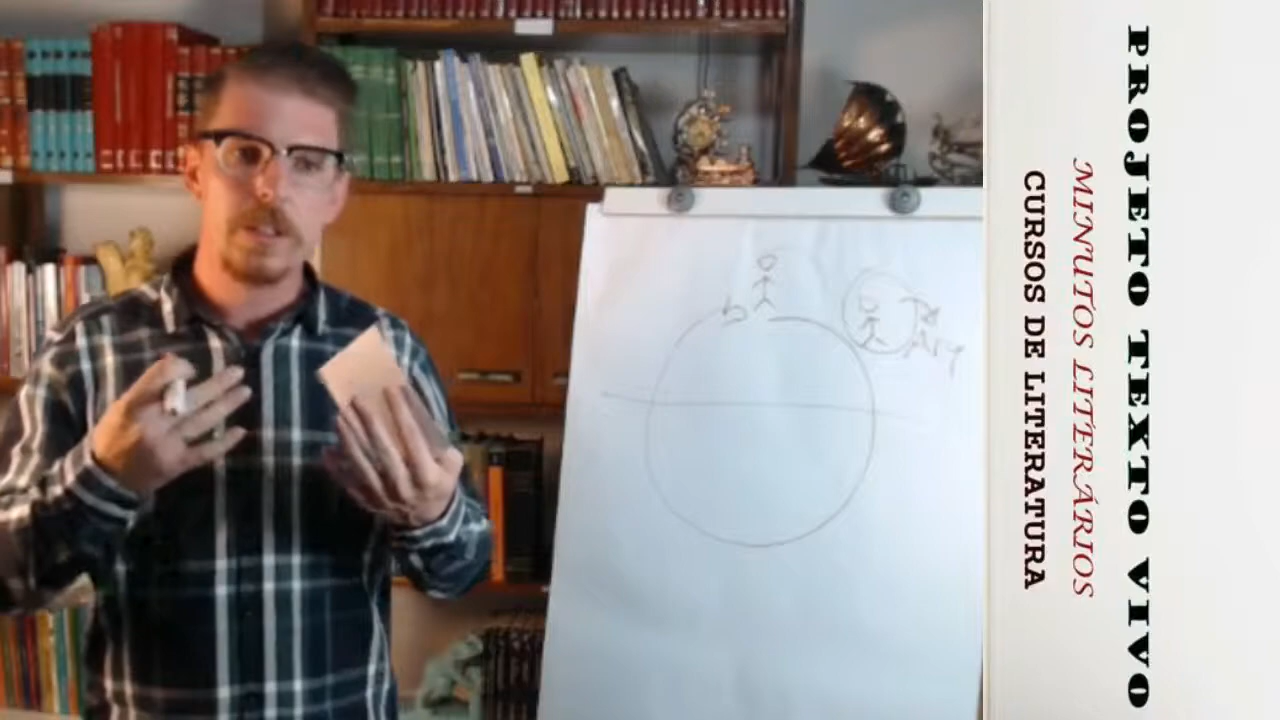 PROJETO TEXTO VIVO
MINUTOS LITERÁRIOS
CURSOS DE LITERATURA